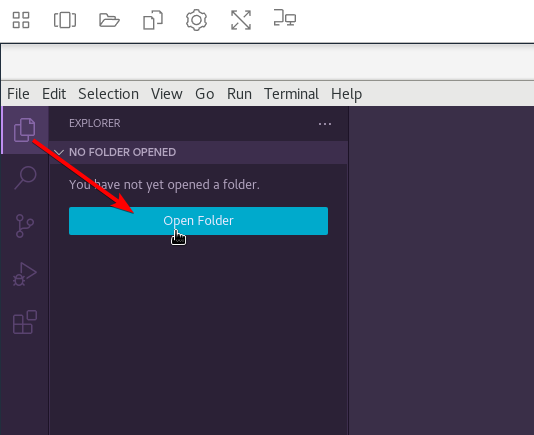 File Edit Selection View Go Run Terminal Help
EXPLORER
NO FOLDER OPENED
You have not yet opened a folder.
Open Folder